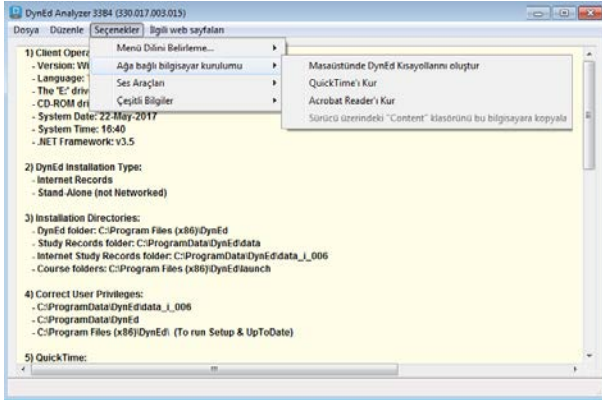 DynEd Analyzer 3384 (330.017.003.015)
Dosya Düzenle Seçenekler İlgili web sayfaları
Menü Dilini Belirleme...
Ağa bağlı bilgisayar kurulumu
Ses Araçları
Çeşitli Bilgiler
Masaüstünde DynEd Kısayollarını oluştur
QuickTime'ı Kur
Acrobat Reader'ı Kur
Sürücü üzerindeki "Content" klasörünü bu bilgisayara kopyala
1) Client Opera
- Version: Wi
- Language:
- The "E:" driv
- CD-ROM dri
- System Date: 22-May-2017
- System Time: 16:40
- .NET Framework: v3.5
2) DynEd Installation Type:
- Internet Records
- Stand-Alone (not Networked)
3) Installation Directories:
- DynEd folder: C:\Program Files (x86)\DynEd
- Study Records folder: C:\ProgramData\DynEd\data
- Internet Study Records folder: C:\ProgramData\DynEd\data_i_006
- Course folders: C:\Program Files (x86)\DynEd\launch
4) Correct User Privileges:
- C:\ProgramData\DynEd\data_i_006
- C:\ProgramData\DynEd
- C:\Program Files (x86)\DynEd\ (To run Setup & UpToDate)
5) QuickTime: